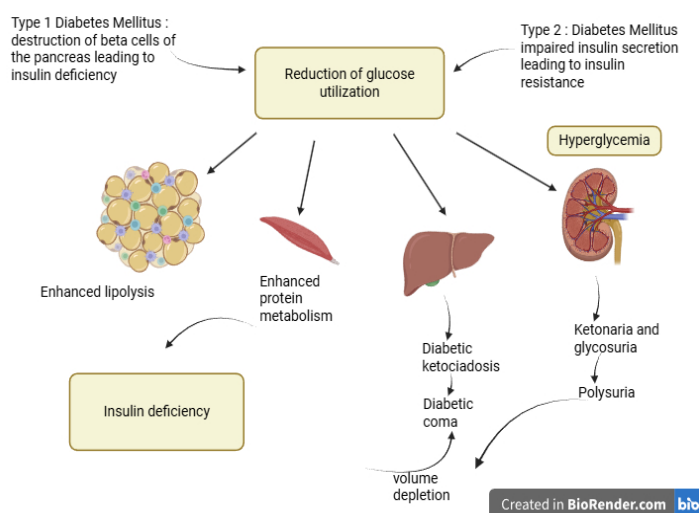 Type 1 Diabetes Mellitus :
destruction of beta cells of
the pancreas leading to
insulin deficiency
Reduction of glucose
utilization
Type 2 : Diabetes Mellitus
impaired insulin secretion
leading to insulin
resistance
Hyperglycemia
Enhanced lipolysis
Enhanced
protein
metabolism
Insulin deficiency
Diabetic
ketociadosis
Diabetic
coma
volume
depletion
Ketonaria and
glycosuria
Polysuria
Created in BioRender.com bio